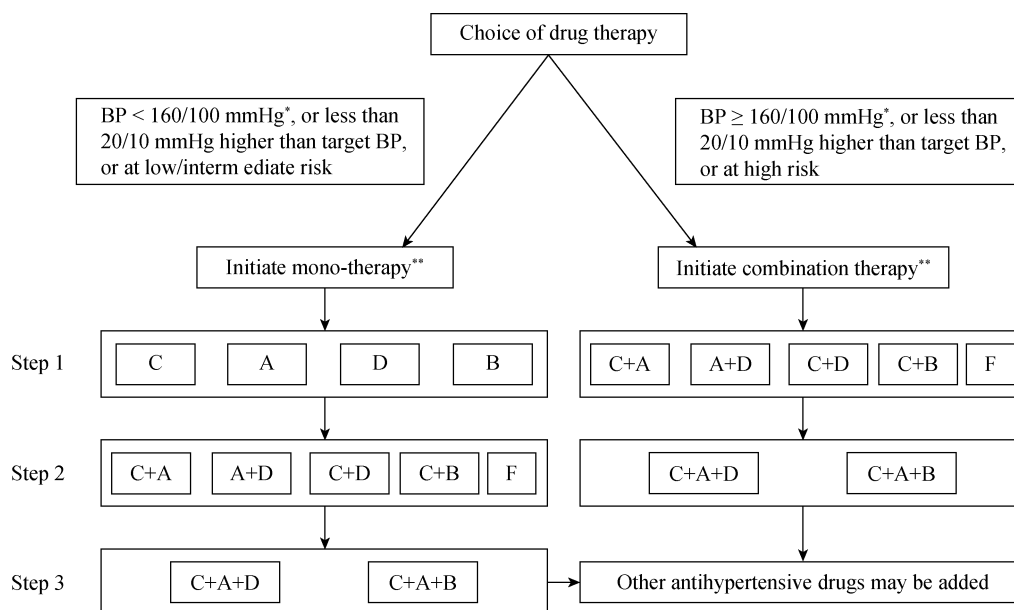 Choice of drug therapy
BP < 160/100 mmHg*, or less
20/10 mmHg higher than target BP,
or at low/interm ediate risk
BP ≥ 160/100 mmHg*, or less
20/10 mmHg higher than target BP,
or at high risk
Initiate mono-therapy**
Initiate combination therapy**
Step 1
C
A
D
B
C+A
A+D
C+D
C+B
F
Step 2
C+A
A+D
C+D
C+B
F
C+A+D
C+A+B
Step 3
C+A+D
C+A+B
Other antihypertensive drugs may be added